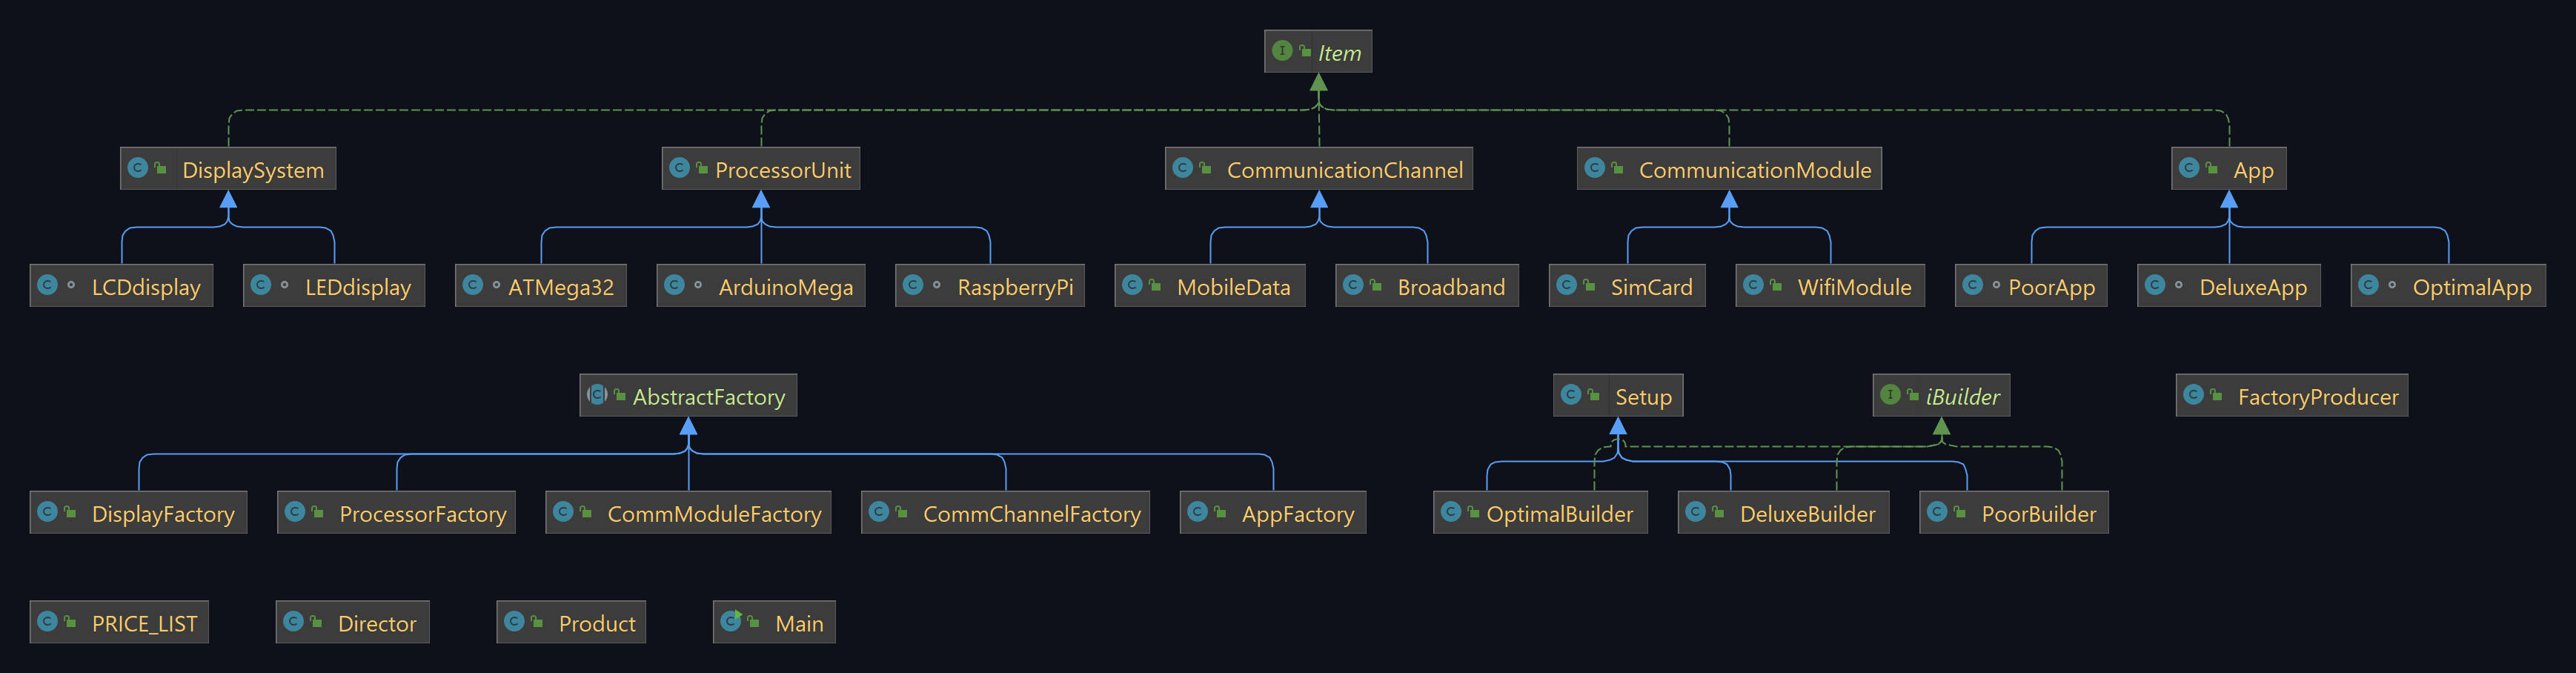 Item
DisplaySystem
ProcessorUnit
CommunicationChannel
CommunicationModule
App
LCDdisplay
LEDdisplay
ATMega32
ArduinoMega
RaspberryPi
MobileData
Broadband
SimCard
WifiModule
PoorApp
DeluxeApp
OptimalApp
AbstractFactory
Setup
iBuilder
FactoryProducer
DisplayFactory
ProcessorFactory
CommModuleFactory
CommChannelFactory
AppFactory
OptimalBuilder
DeluxeBuilder
PoorBuilder
PRICE_LIST
Director
Product
Main